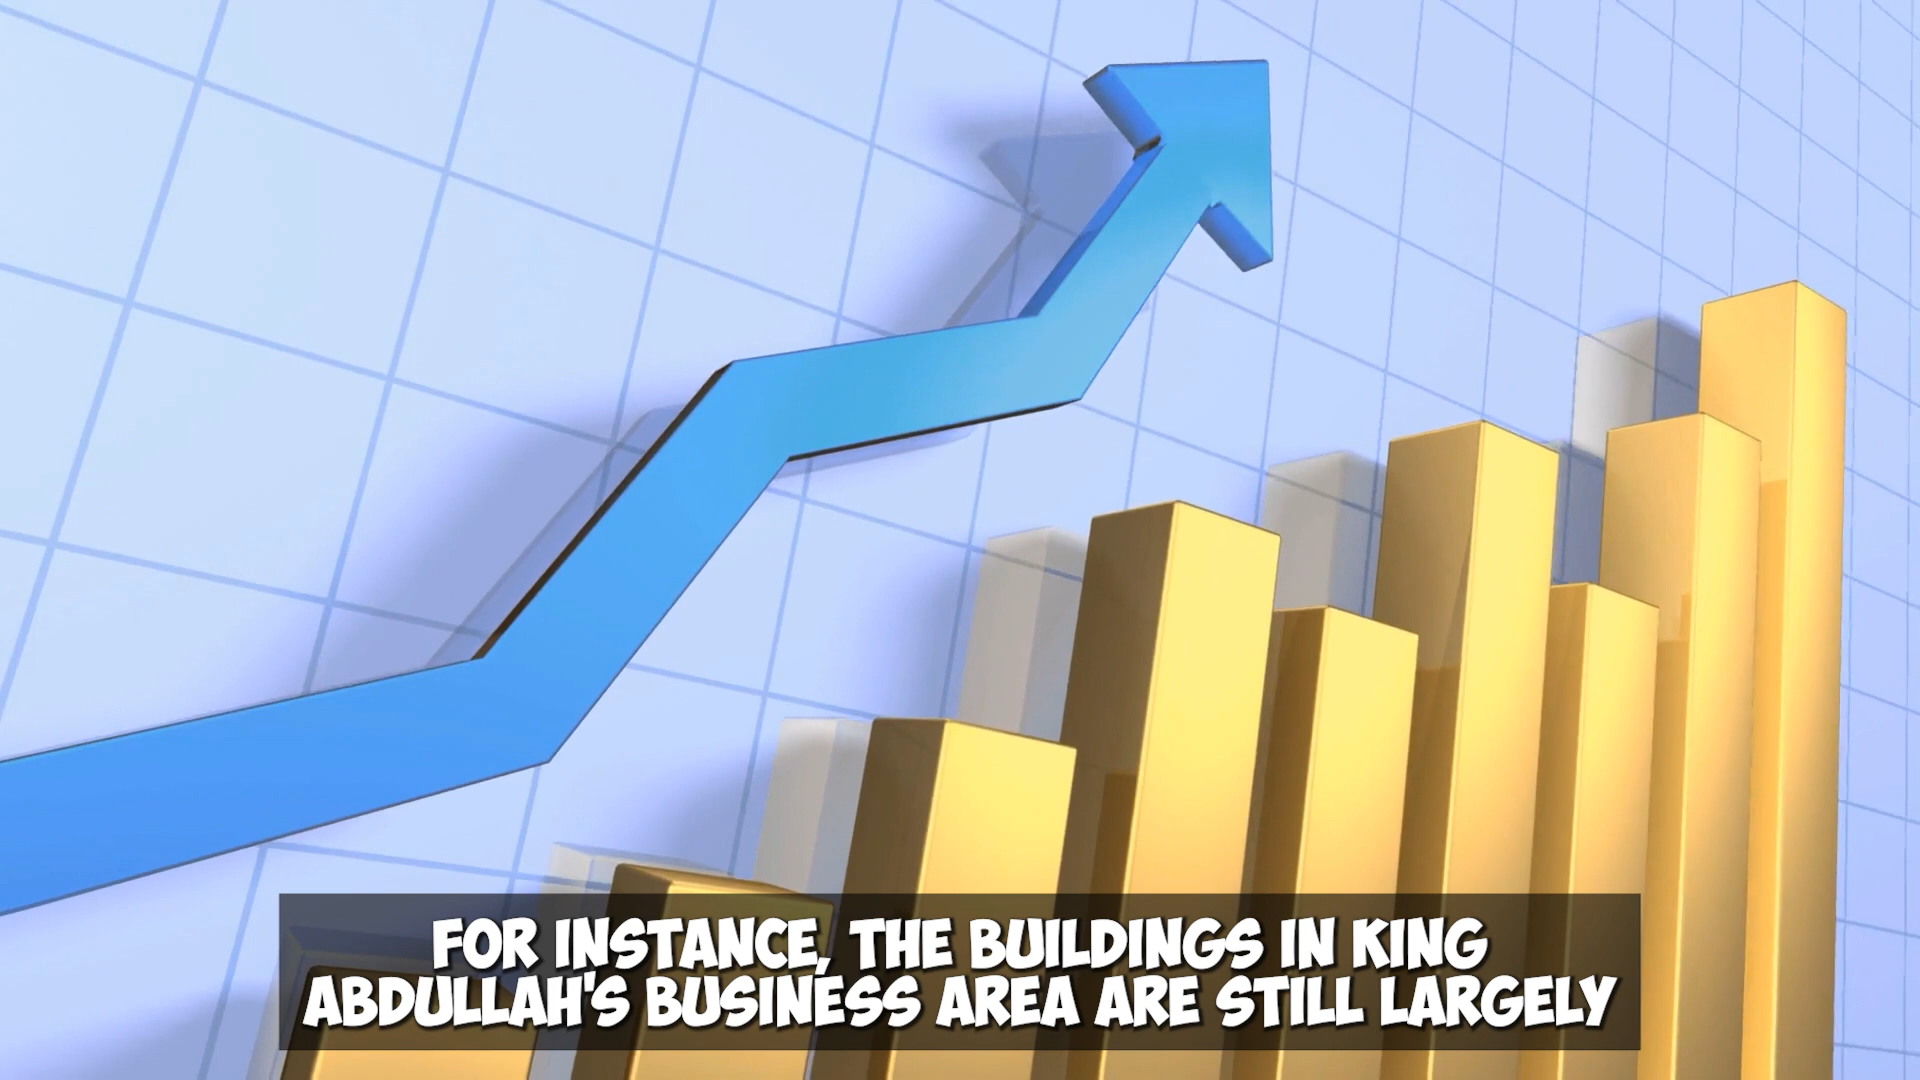 FOR INSTANCE, THE BUILDINGS IN KING
ABDULLAH'S BUSINESS AREA ARE STILL LARGELY